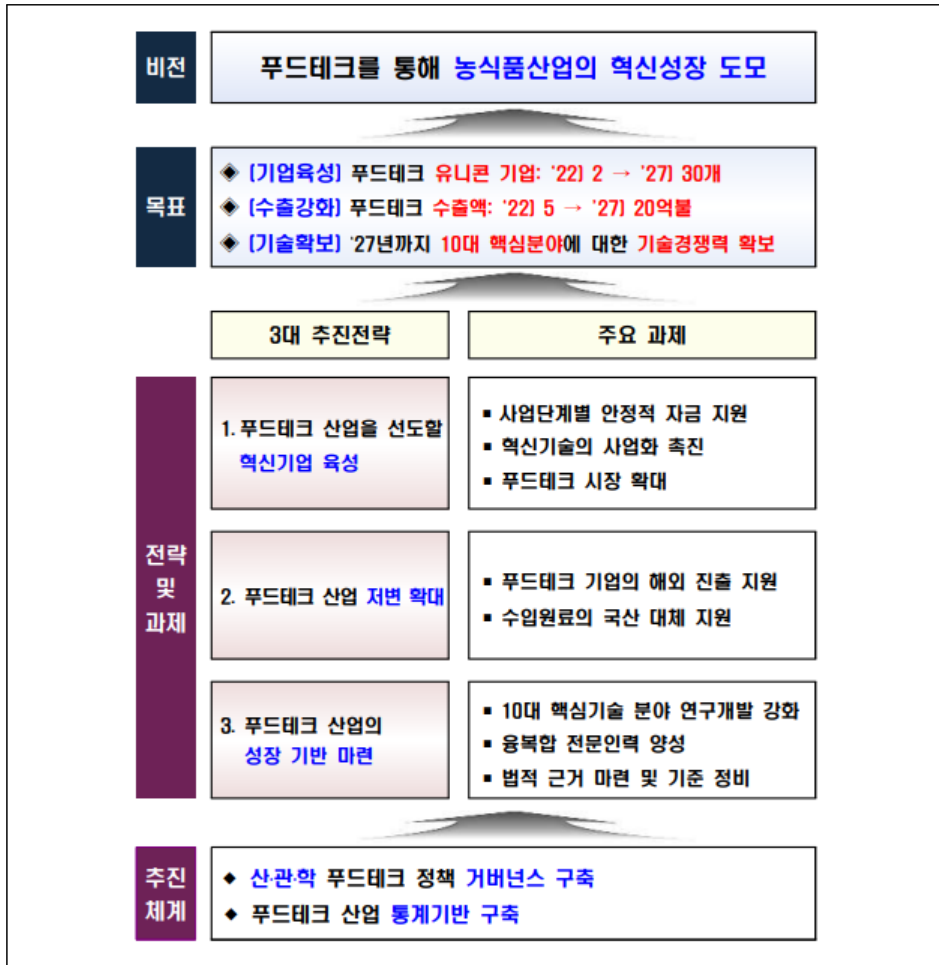 비전
푸드테크를 통해 농식품산업의 혁신성장 도모
목표
◈ (기업육성) 푸드테크 유니콘 기업: '22) 2 → '27) 30개
◈ (수출강화) 푸드테크 수출액: '22) 5 → '27) 20억불
◈ (기술확보) '27년까지 10대 핵심분야에 대한 기술경쟁력 확보
3대 추진전략
주요 과제
전략
및
과제
1. 푸드테크 산업을 선도할
혁신기업 육성
▪ 사업단계별 안정적 자금 지원
▪ 혁신기술의 사업화 촉진
▪ 푸드테크 시장 확대
2. 푸드테크 산업 저변 확대
▪ 푸드테크 기업의 해외 진출 지원
▪ 수입원료의 국산 대체 지원
3. 푸드테크 산업의
성장 기반 마련
▪ 10대 핵심기술 분야 연구개발 강화
▪ 융복합 전문인력 양성
▪ 법적 근거 마련 및 기준 정비
추진
체계
◆ 산·관·학 푸드테크 정책 거버넌스 구축
◆ 푸드테크 산업 통계기반 구축